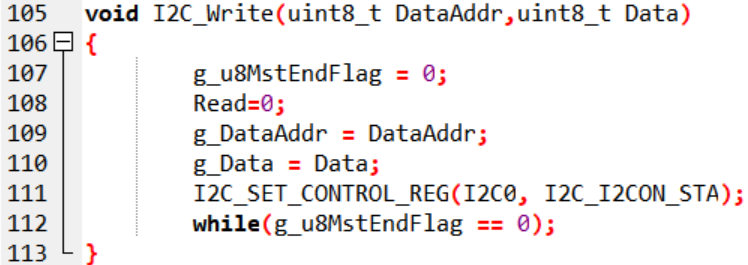 105 void I2C_Write(uint8_t DataAddr,uint8_t Data)
106 {
107 g_u8MstEndFlag = 0;
108 Read=0;
109 g_DataAddr = DataAddr;
110 g_Data = Data;
111 I2C_SET_CONTROL_REG(I2C0, I2C_I2CON_STA);
112 while(g_u8MstEndFlag == 0);
113 }